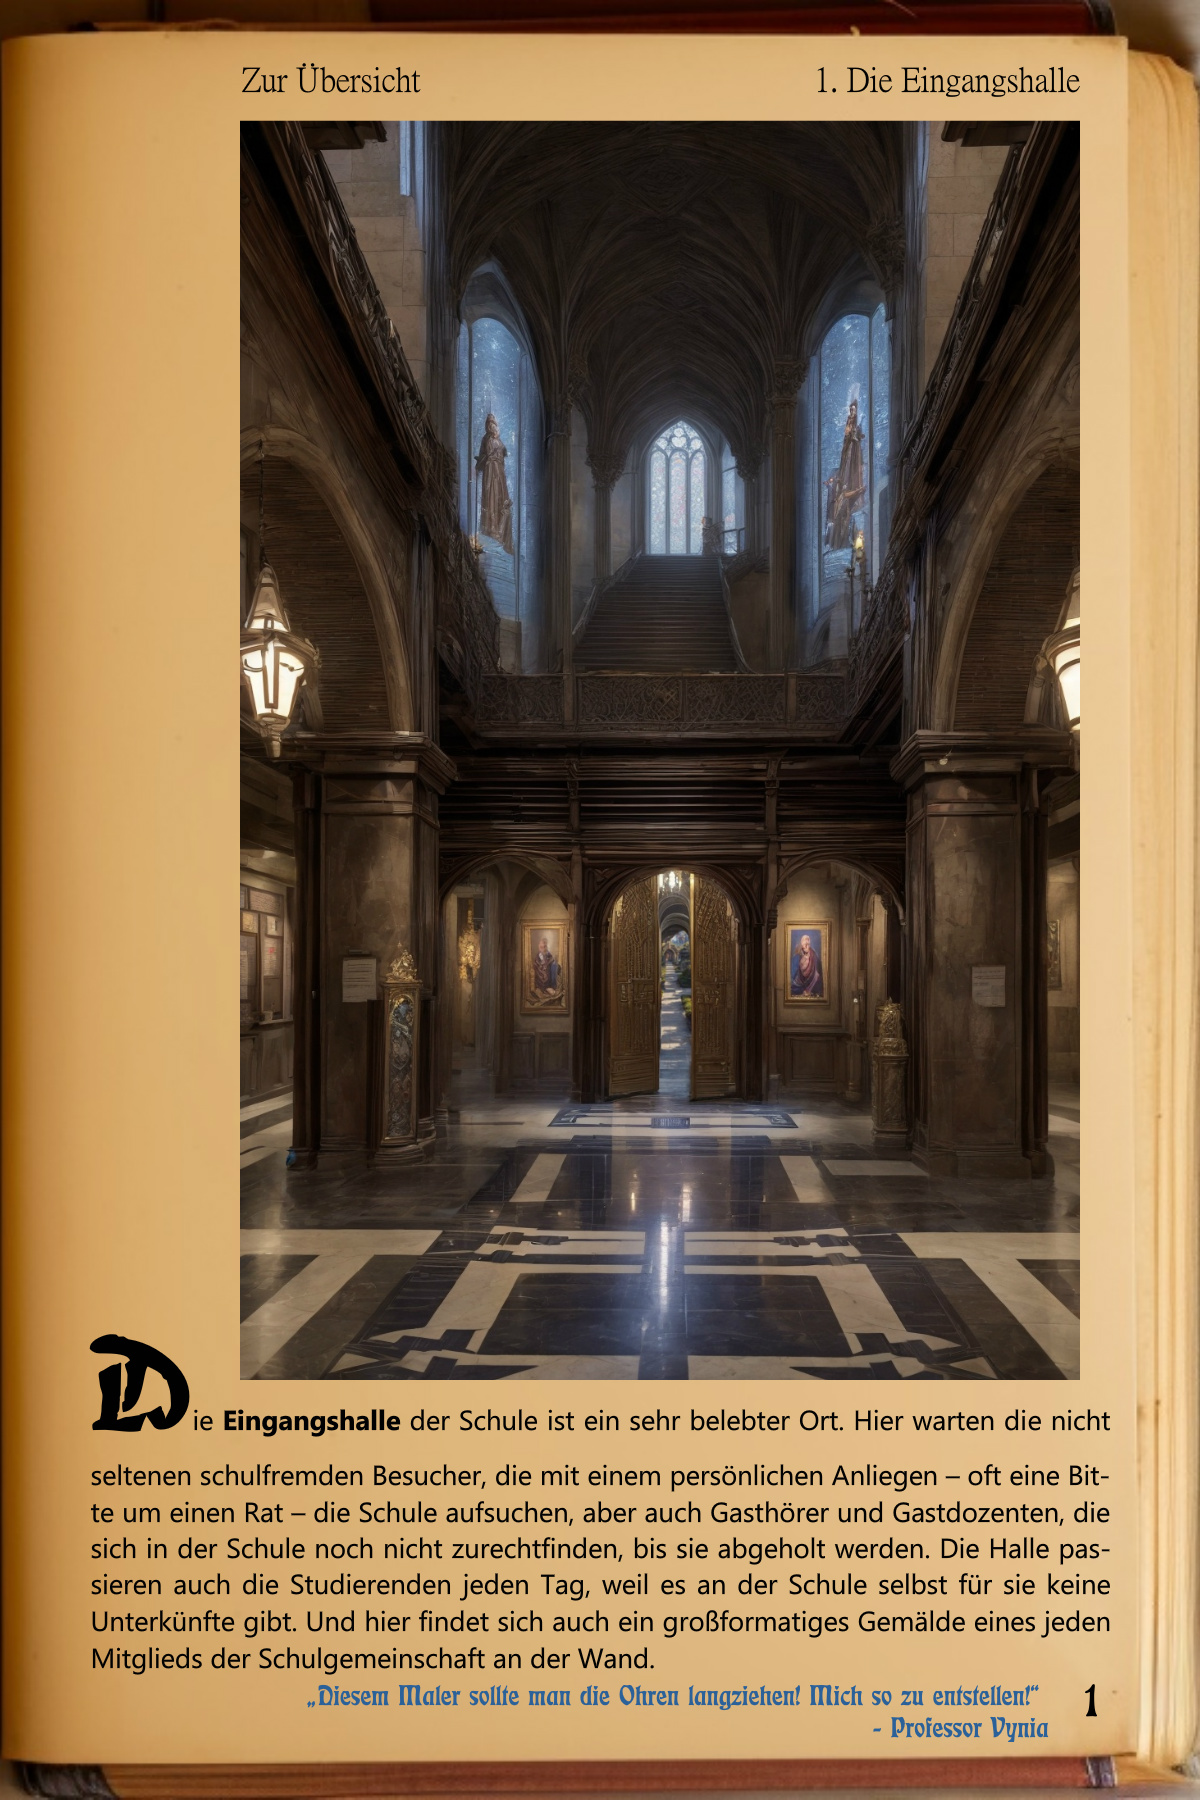 Zur Übersicht
1. Die Eingangshalle
Die Eingangshalle der Schule ist ein sehr belebter Ort. Hier warten die nicht
seltenen schulfremden Besucher, die mit einem persönlichen Anliegen – oft eine Bit-
te um einen Rat – die Schule aufsuchen, aber auch Gasthörer und Gastdozenten, die
sich in der Schule noch nicht zurechtfinden, bis sie abgeholt werden. Die Halle pas-
sieren auch die Studierenden jeden Tag, weil es an der Schule selbst für sie keine
Unterkünfte gibt. Und hier findet sich auch ein großformatiges Gemälde eines jeden
Mitglieds der Schulgemeinschaft an der Wand.
„Diesem Maler sollte man die Ohren langziehen! Mich so zu entstellen!“
- Professor Vynia
1